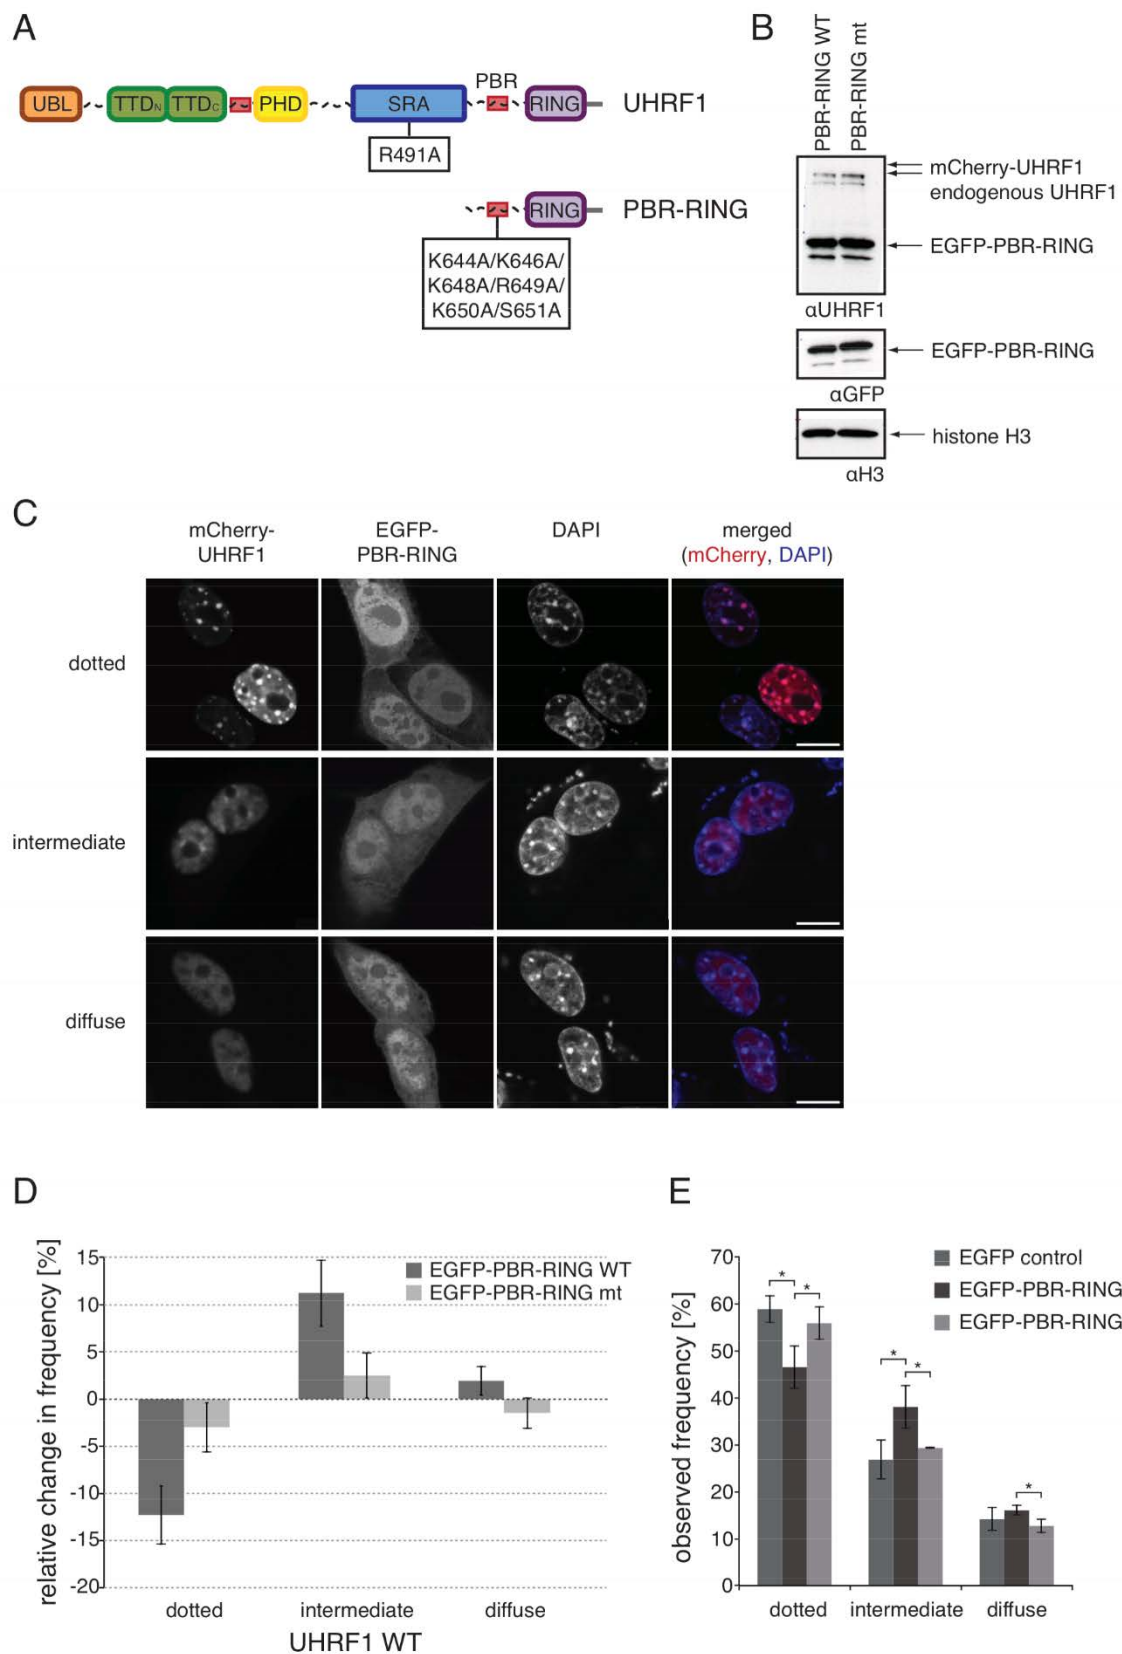 A
UBL
TTDN
TTDC
PHD
SRA
PBR
RING
UHRF1
R491A
RING
PBR-RING
K644A/K646A/
K648A/R649A/
K650A/S651A
B
PBR-RING WT
PBR-RING mt
mCherry-UHRF1
endogenous UHRF1
EGFP-PBR-RING
αUHRF1
EGFP-PBR-RING
αGFP
histone H3
αH3
C
mCherry-
UHRF1
EGFP-
PBR-RING
DAPI
merged
(mCherry, DAPI)
dotted
intermediate
diffuse
D
relative change in frequency [%]
15
10
5
0
-5
-10
-15
-20
EGFP-PBR-RING WT
EGFP-PBR-RING mt
dotted
intermediate
diffuse
UHRF1 WT
E
observed frequency [%]
70
60
50
40
30
20
10
0
* * * * *
EGFP control
EGFP-PBR-RING
EGFP-PBR-RING
dotted
intermediate
diffuse